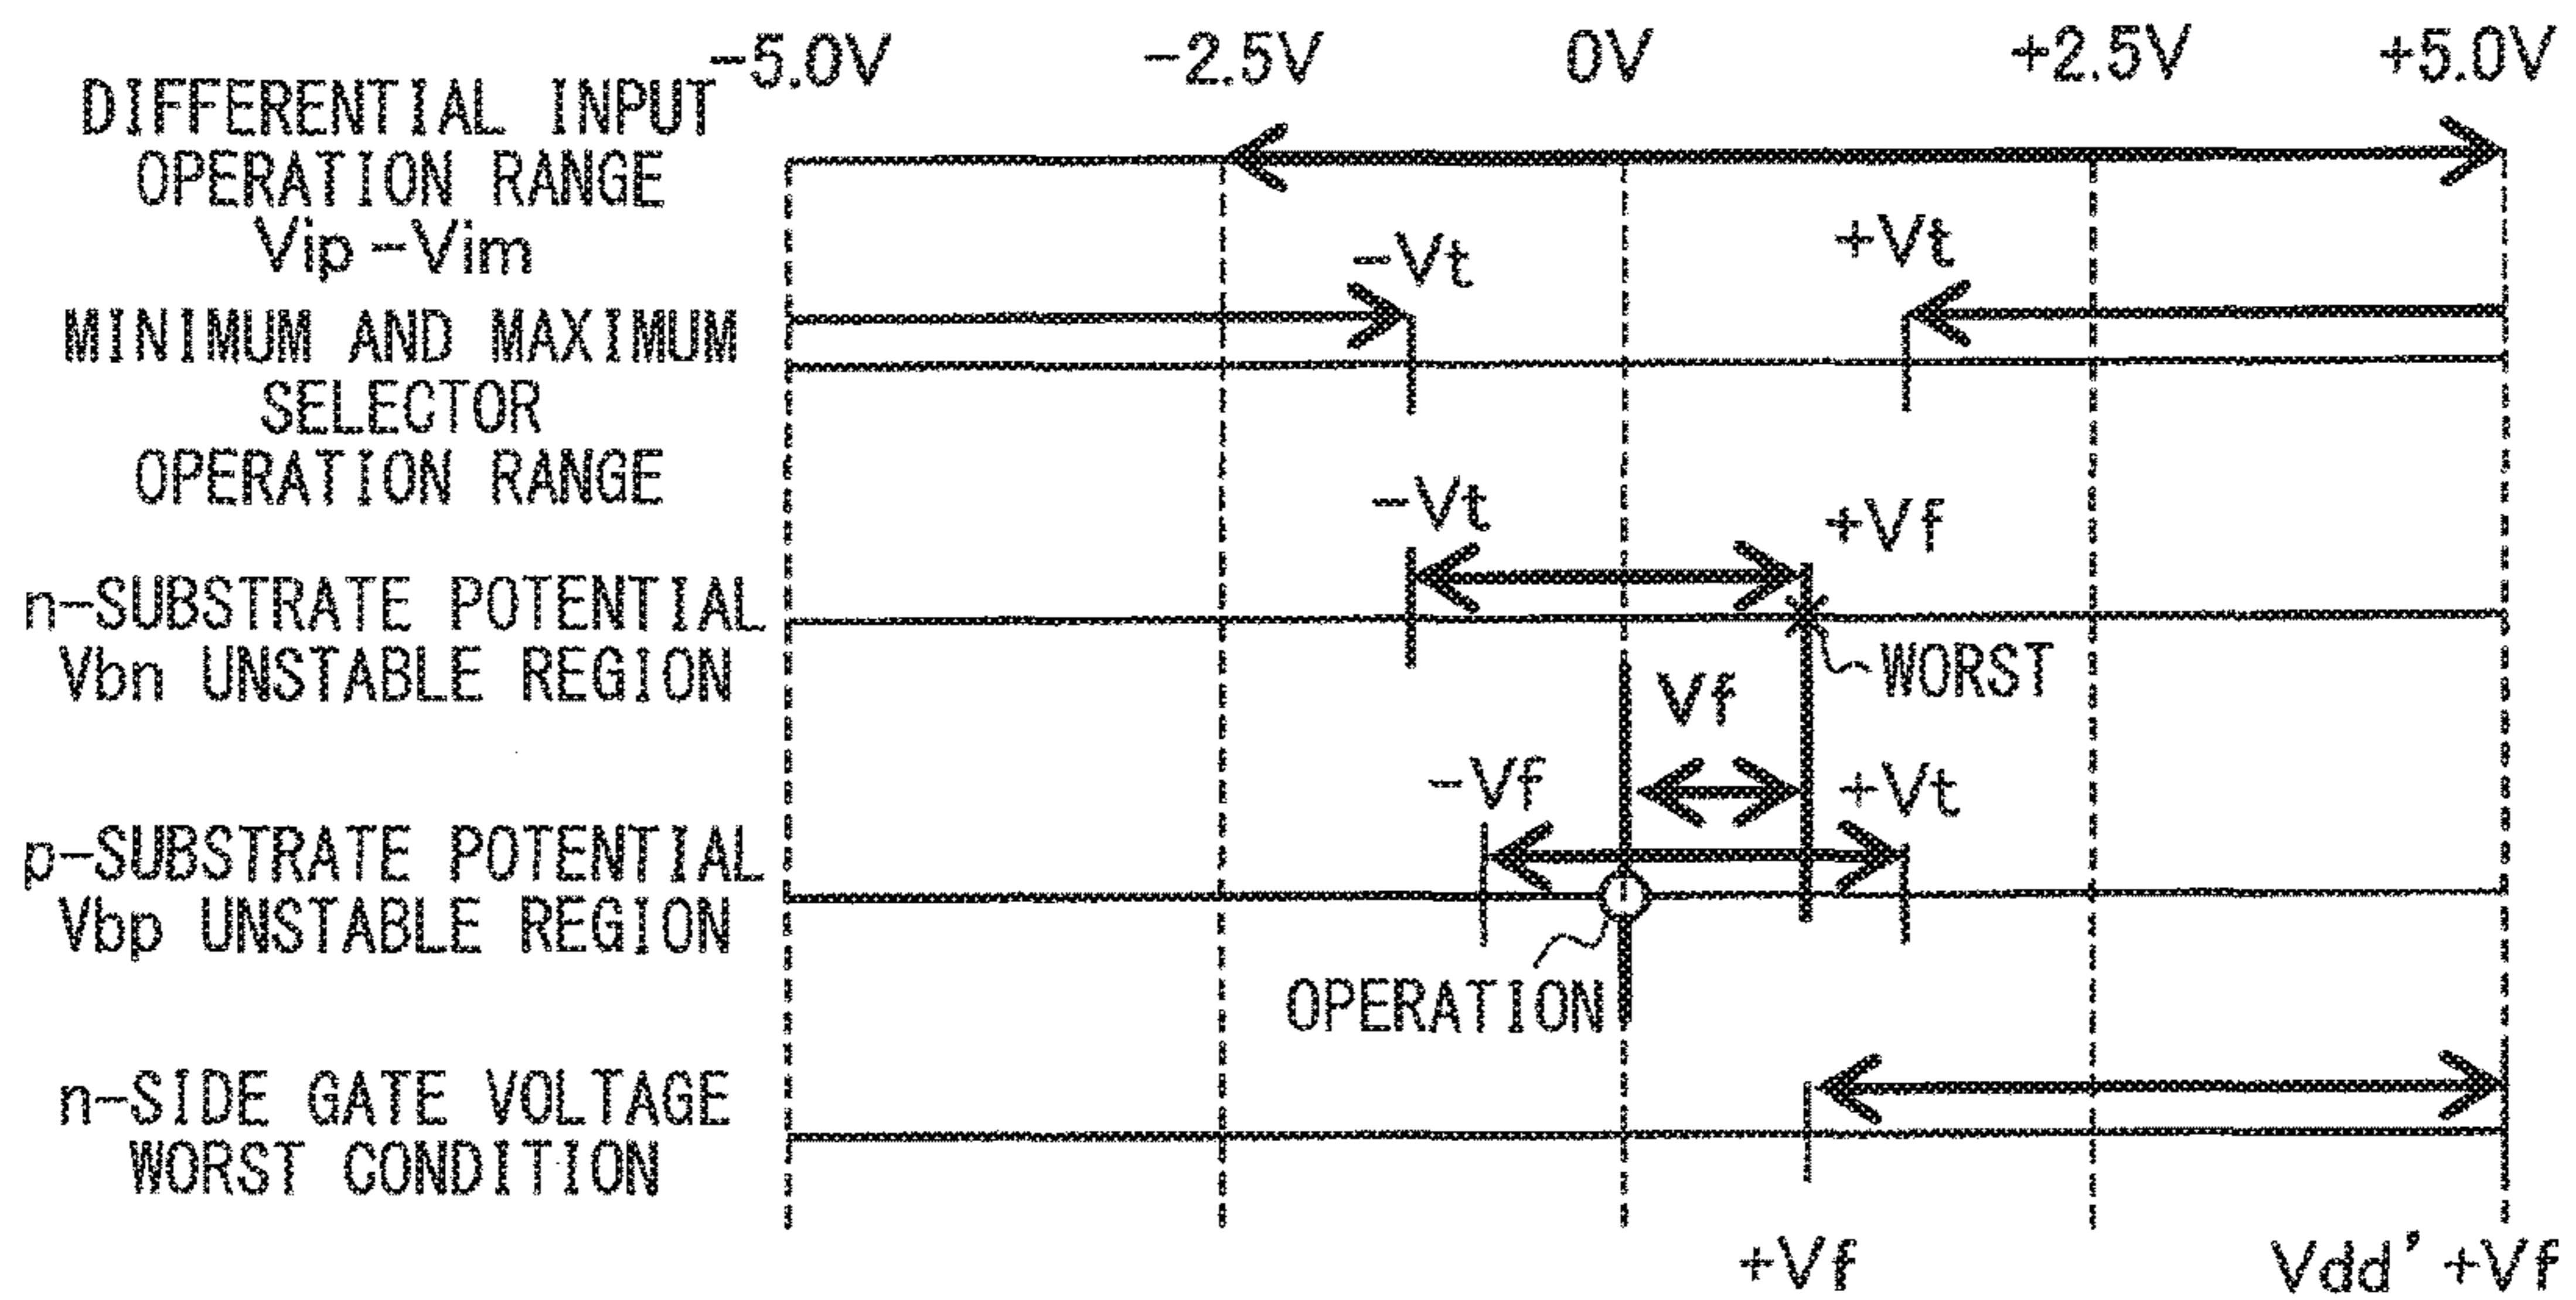 -5.0V -2.5V 0V +2.5V +5.0V
DIFFERENTIAL INPUT
OPERATION RANGE
Vip-Vim
-Vt +Vt
MINIMUM AND MAXIMUM
SELECTOR
OPERATION RANGE
-Vt +Vf
n-SUBSTRATE POTENTIAL
Vbn UNSTABLE REGION
WORST
Vf
-Vf +Vt
p-SUBSTRATE POTENTIAL
Vbp UNSTABLE REGION
OPERATION
n-SIDE GATE VOLTAGE
WORST CONDITION
+Vf Vdd' +Vf